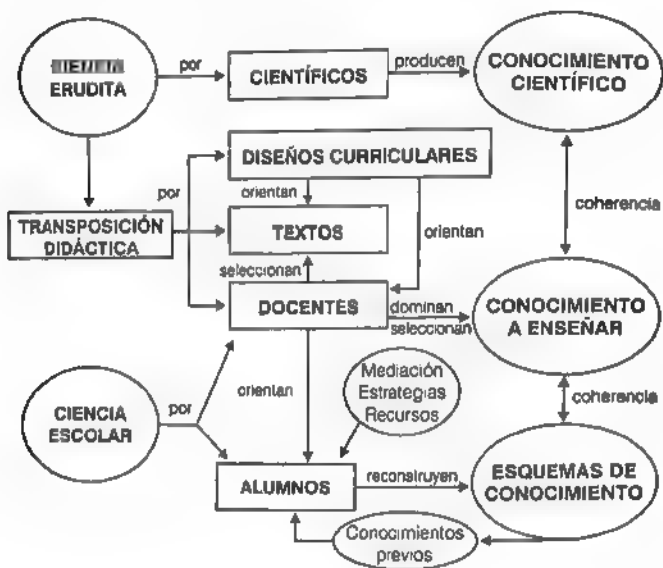 ERUDITA
por
CIENTÍFICOS
producen
CONOCIMIENTO
CIENTÍFICO
DISEÑOS CURRICULARES
por
orientan
TRANSPOSICIÓN
DIDÁCTICA
TEXTOS
orientan
coherencia
seleccionan
DOCENTES
dominan
seleccionan
CONOCIMIENTO
A ENSEÑAR
orientan
Mediación
Estrategias
Recursos
CIENCIA
ESCOLAR
por
coherencia
ALUMNOS
reconstruyen
ESQUEMAS DE
CONOCIMIENTO
Conocimientos
previos